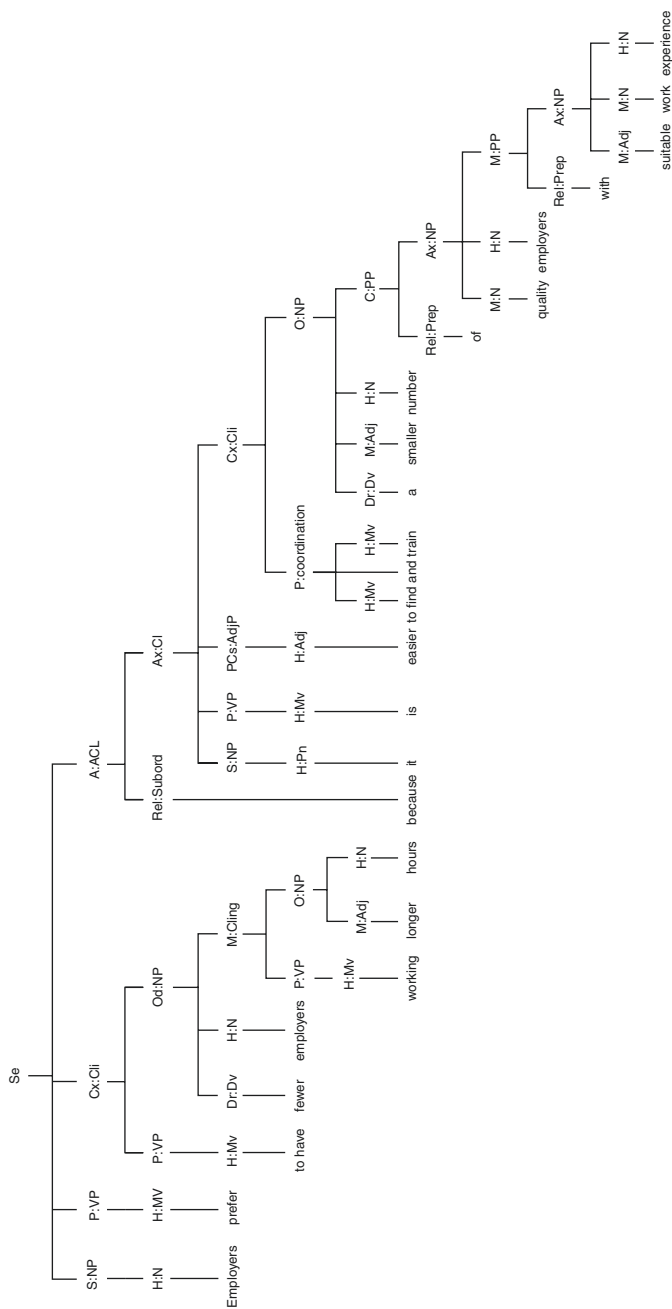 Se
S:NP P:VP Cx:Cli A:ACL
H:N H:MV P:VP Od:NP Rel:Subord Ax:Cl
Employers prefer H:Mv Dr:Dv H:N M:Cling S:NP P:VP PCs:AdjP Cx:Cli
to have fewer employers P:VP O:NP H:Pn H:Mv H:Adj P:coordination O:NP
H:Mv M:Adj H:N H:Mv H:Mv Dr:Dv M:Adj H:N C:PP
working longer hours because it is easier to find and train a smaller number Rel:Prep Ax:NP
of M:N H:N M:PP
quality employers Rel:Prep Ax:NP
with M:Adj M:N H:N
suitable work experience